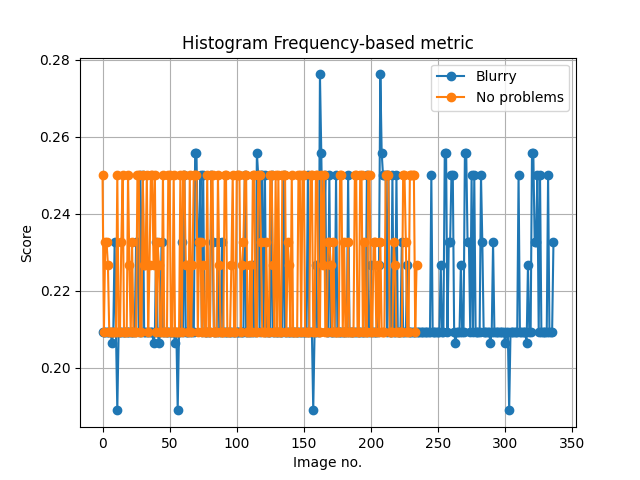 Histogram Frequency-based metric
Blurry
No problems
Score
0.28
0.26
0.24
0.22
0.20
0
50
100
150
200
250
300
350
Image no.